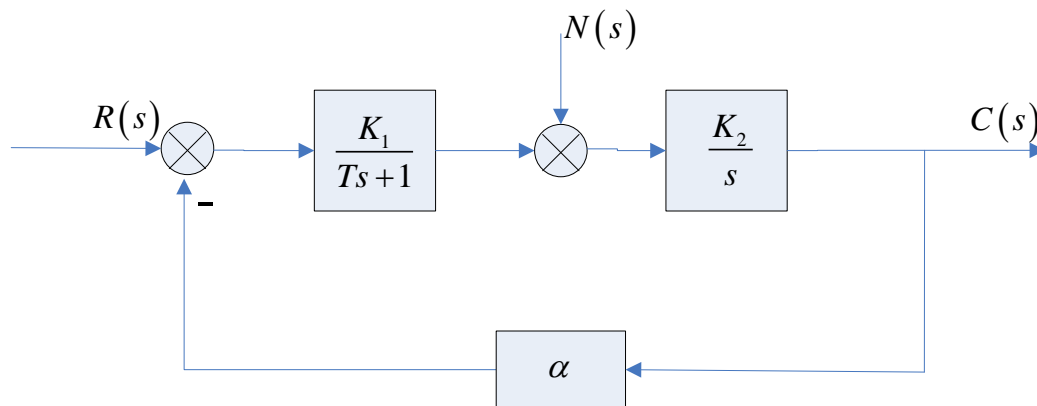 N(s)
R(s)
K₁
Ts+1
K₂
s
C(s)
-
α